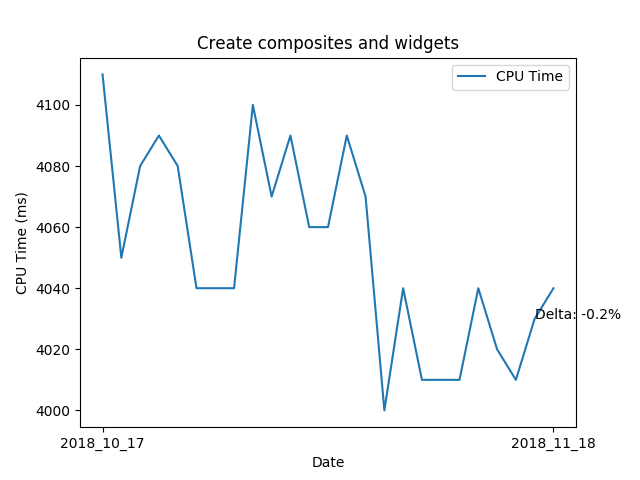 Create composites and widgets
CPU Time
4100
4080
4060
4040
4020
4000
CPU Time (ms)
Delta: -0.2%
2018_10_17
2018_11_18
Date